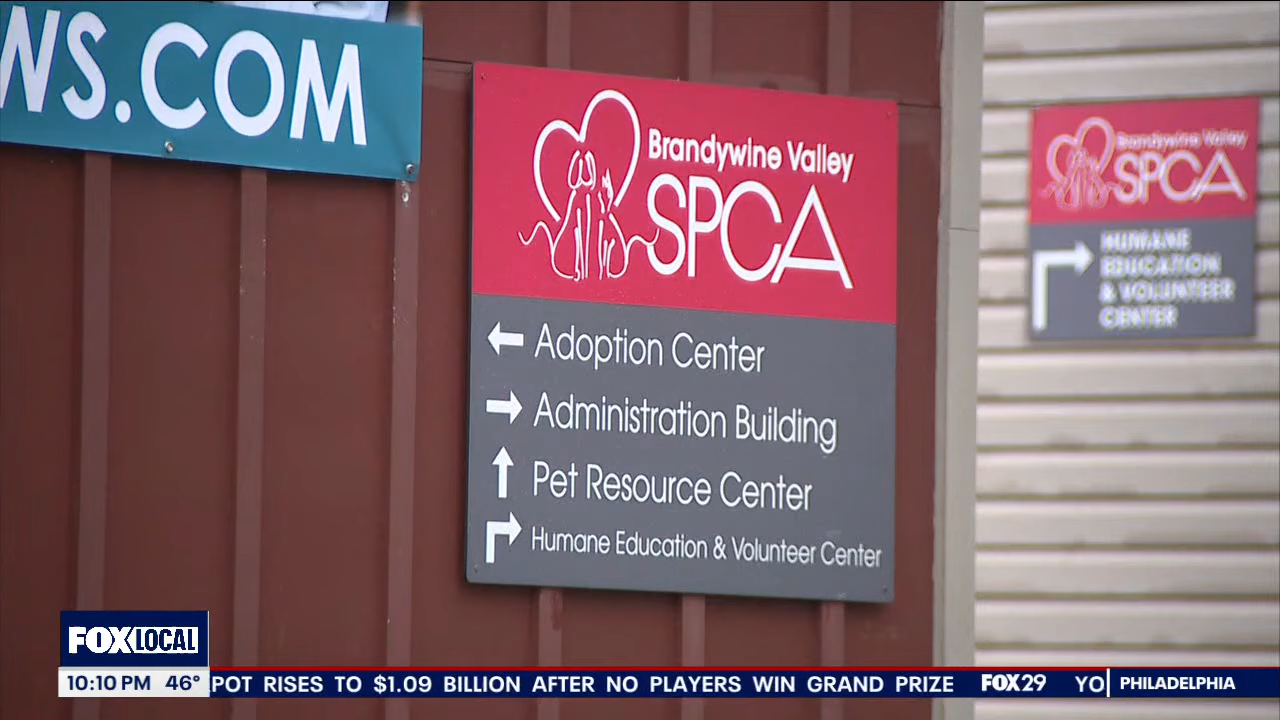 WS.COM
Brandywine Valley
SPCA
Adoption Center
Administration Building
Pet Resource Center
Humane Education & Volunteer Center
Brandywine Valley
SPCA
HUMANE
EDUCATION
& VOLUNTEER
CENTER
FOX LOCAL
10:10 PM 46° POT RISES TO $1.09 BILLION AFTER NO PLAYERS WIN GRAND PRIZE FOX 29 YO PHILADELPHIA